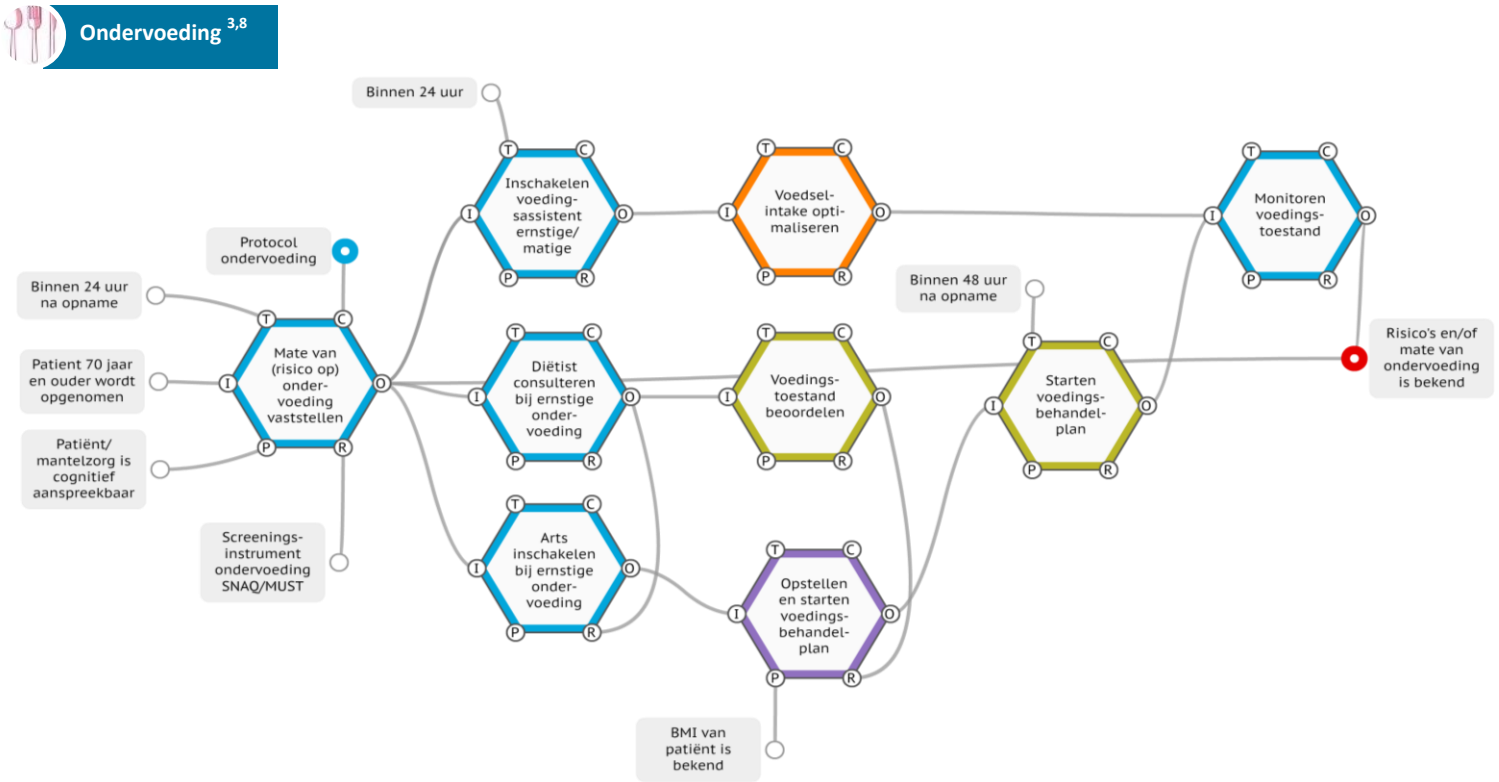 Ondervoeding 3,8
Binnen 24 uur
T
C
Inschakelen
voeding-
sassistent
ernstige/
matige
I
O
P
R
T
C
Voedsel-
intake opti-
maliseren
I
O
P
R
T
C
Monitoren
voedings-
toestand
I
O
P
R
Protocol
ondervoeding
Binnen 24 uur
na opname
Patient 70 jaar
en ouder wordt
opgenomen
Patiënt/
mantelzorg is
cognitief
aanspreekbaar
Screenings-
instrument
ondervoeding
SNAQ/MUST
T
C
Mate van
(risico op)
onder-
voeding
vaststellen
I
O
P
R
T
C
Diëtist
consulteren
bij ernstige
onder-
voeding
I
O
P
R
T
C
Voedings-
toestand
beoordelen
I
O
P
R
Binnen 48 uur
na opname
T
C
Starten
voedings-
behandel-
plan
I
O
P
R
Risico's en/of
mate van
ondervoeding
is bekend
T
C
Arts
inschakelen
bij ernstige
onder-
voeding
I
O
P
R
T
C
Opstellen
en starten
voedings-
behandel-
plan
I
O
P
R
BMI van
patiënt is
bekend